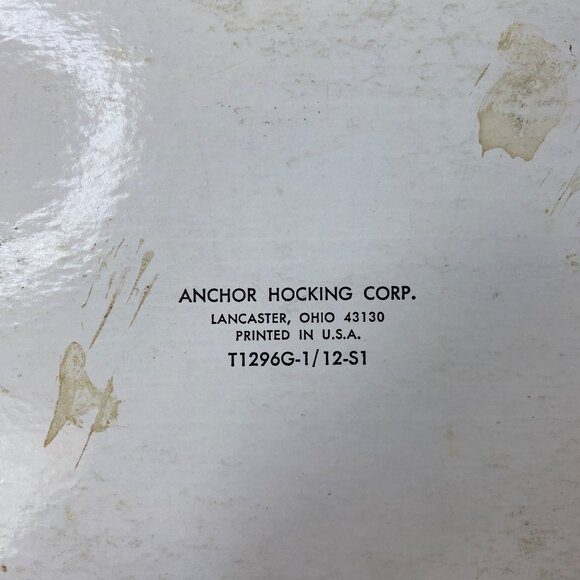 ANCHOR HOCKING CORP.
LANCASTER, OHIO 43130
PRINTED IN U.S.A.
T1296G-1/12-S1